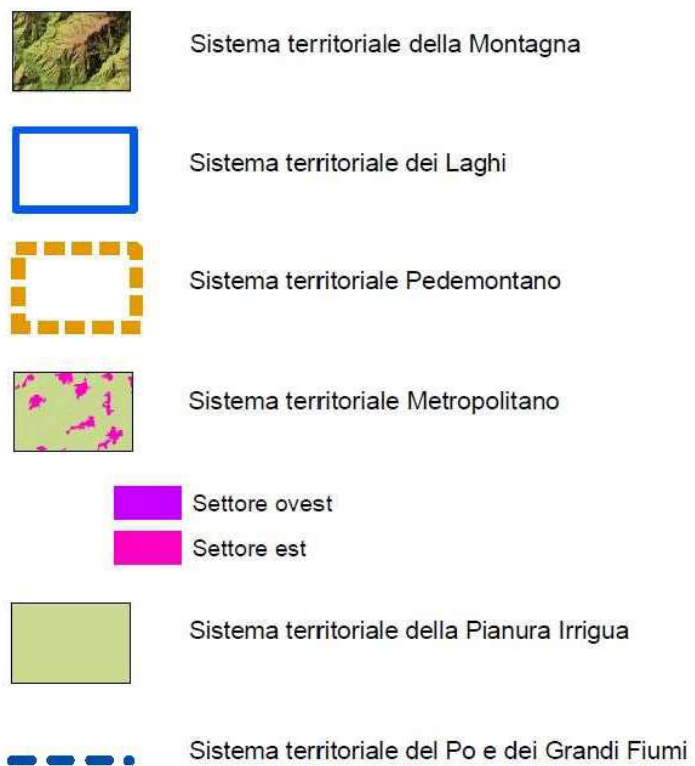 Sistema territoriale della Montagna
Sistema territoriale dei Laghi
Sistema territoriale Pedemontano
Sistema territoriale Metropolitano
Settore ovest
Settore est
Sistema territoriale della Pianura Irrigua
Sistema territoriale del Po e dei Grandi Fiumi